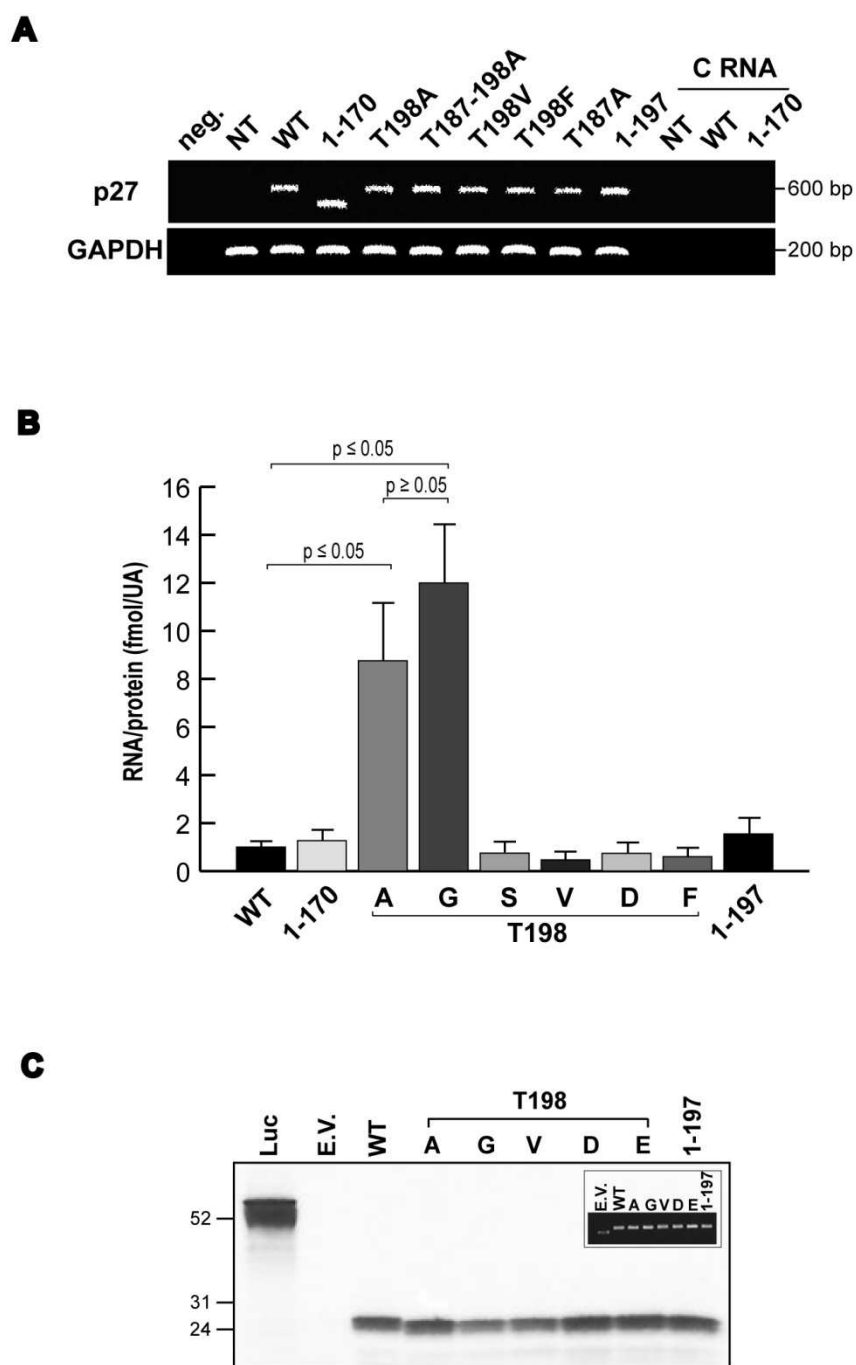 A
C RNA
neg. NT WT 1-170 T198A T187-198A T198V T198F T187A 1-197 NT WT 1-170
p27 600 bp
GAPDH 200 bp
B
p ≤ 0.05
p ≥ 0.05
p ≤ 0.05
RNA/protein (fmol/UA)
16
14
12
10
8
6
4
2
0
WT 1-170 A G S V D F 1-197
T198
C
T198
Luc E.V. WT A G V D E 1-197
E.V. WT A G V D E 1-197
52
31
24